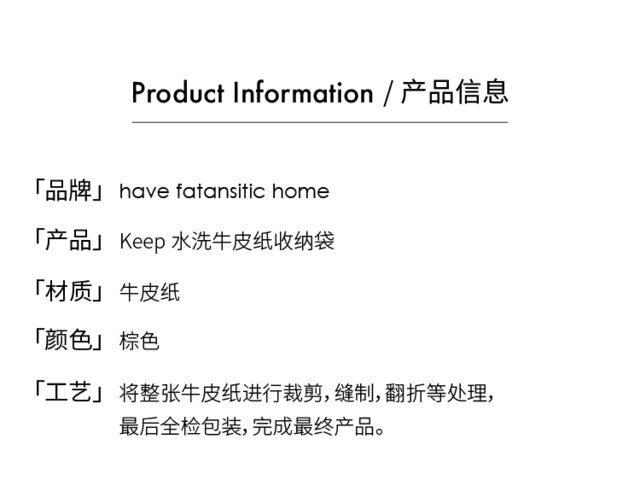 Product Information / 产品信息
「品牌」 have fatansitic home
「产品」 Keep 水洗牛皮纸收纳袋
「材质」 牛皮纸
「颜色」 棕色
「工艺」 将整张牛皮纸进行裁剪，缝制，翻折等处理，
最后全检包装，完成最终产品。